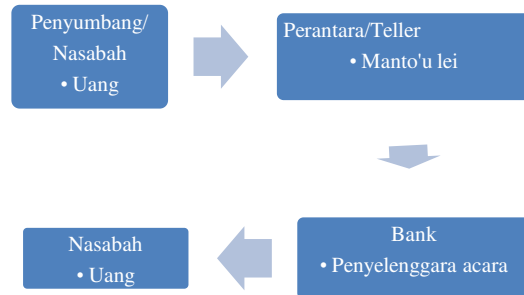 Penyumbang/
Nasabah
• Uang
Perantara/Teller
• Manto'u lei
Bank
• Penyelenggara acara
Nasabah
• Uang